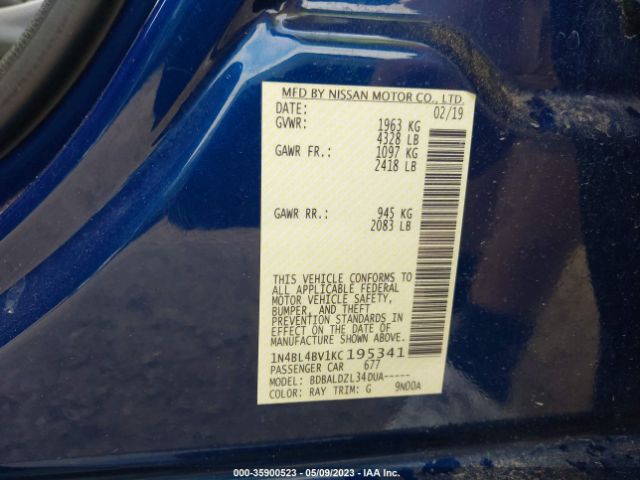 MFD BY NISSAN MOTOR CO., LTD.
DATE: 02/19
GVWR: 1963 KG
4328 LB
GAWR FR.: 1097 KG
2418 LB
GAWR RR.: 945 KG
2083 LB
THIS VEHICLE CONFORMS TO
ALL APPLICABLE FEDERAL
MOTOR VEHICLE SAFETY,
BUMPER, AND THEFT
PREVENTION STANDARDS IN
EFFECT ON THE DATE OF
MANUFACTURE SHOWN ABOVE.
1N4BL4BV1KC195341
PASSENGER CAR 677
MODEL: BDBALDZL34DUA-----
COLOR: RAY TRIM: G 9N00A
000-35900523 - 05/09/2023 - IAA Inc.